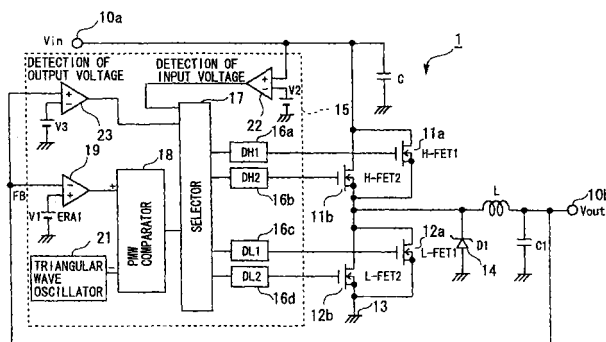 10a
Vin
1
DETECTION OF
OUTPUT VOLTAGE
DETECTION OF
INPUT VOLTAGE
17
V2
22
15
C
V3
23
16a
11a
DH1
H-FET1
19
18
DH2
H-FET2
16b
11b
L
10b
Vout
FB
V1
ERA1
PMW COMPARATOR
SELECTOR
16c
12a
DL1
L-FET1
D1
C1
14
21
TRIANGULAR
WAVE
OSCILLATOR
DL2
L-FET2
16d
12b
13